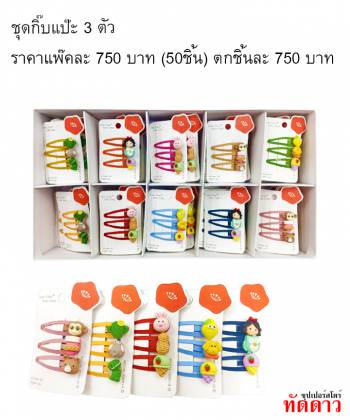 ชุดกิ๊บแป๊ะ 3 ตัว
ราคาแพ๊คละ 750 บาท (50ชิ้น) ตกชิ้นละ 750 บาท
ซุปเปอร์สโตร์
ทัดดาว